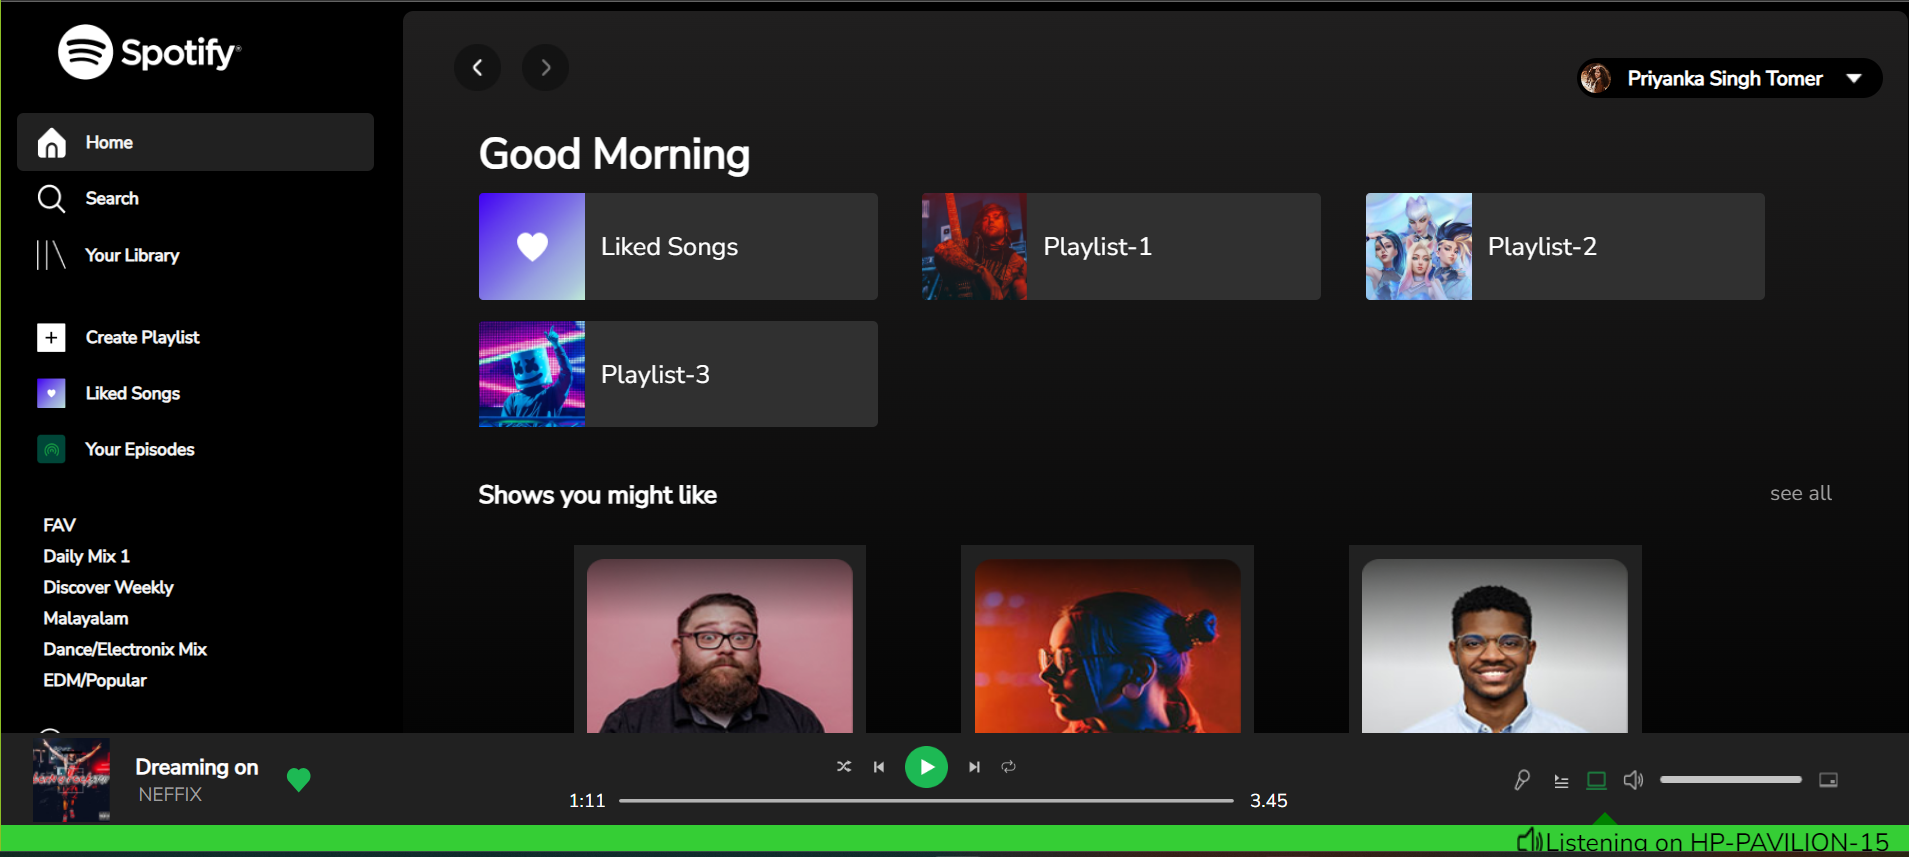 Spotify®
Home
Search
Your Library
Create Playlist
Liked Songs
Your Episodes
FAV
Daily Mix 1
Discover Weekly
Malayalam
Dance/Electronix Mix
EDM/Popular
Priyanka Singh Tomer
Good Morning
Liked Songs
Playlist-1
Playlist-2
Playlist-3
Shows you might like
see all
Dreaming on
NEFFIX
1:11
3.45
Listening on HP-PAVILION-15